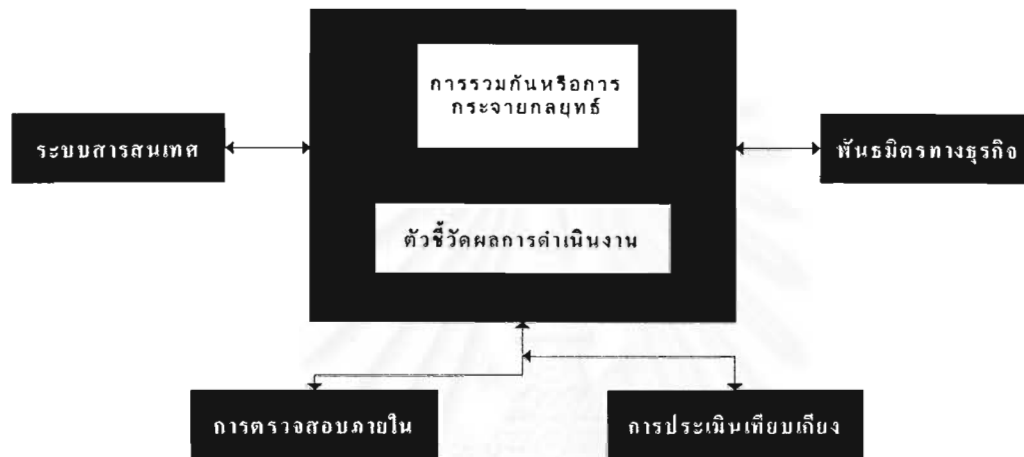 การรวมกันหรือการ
กระจายกลยุทธ์
ระบบสารสนเทศ
พันธมิตรทางธุรกิจ
ตัวชี้วัดผลการดำเนินงาน
การตรวจสอบภายใน
การประเมินเทียบเคียง